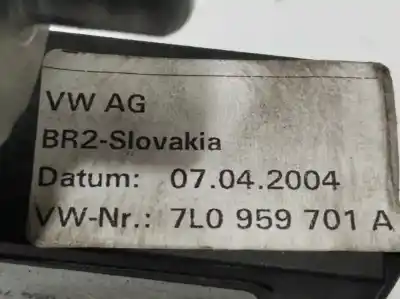 VW AG
BR2-Slovakia
Datum: 07.04.2004
VW-Nr.: 7L0 959 701 A